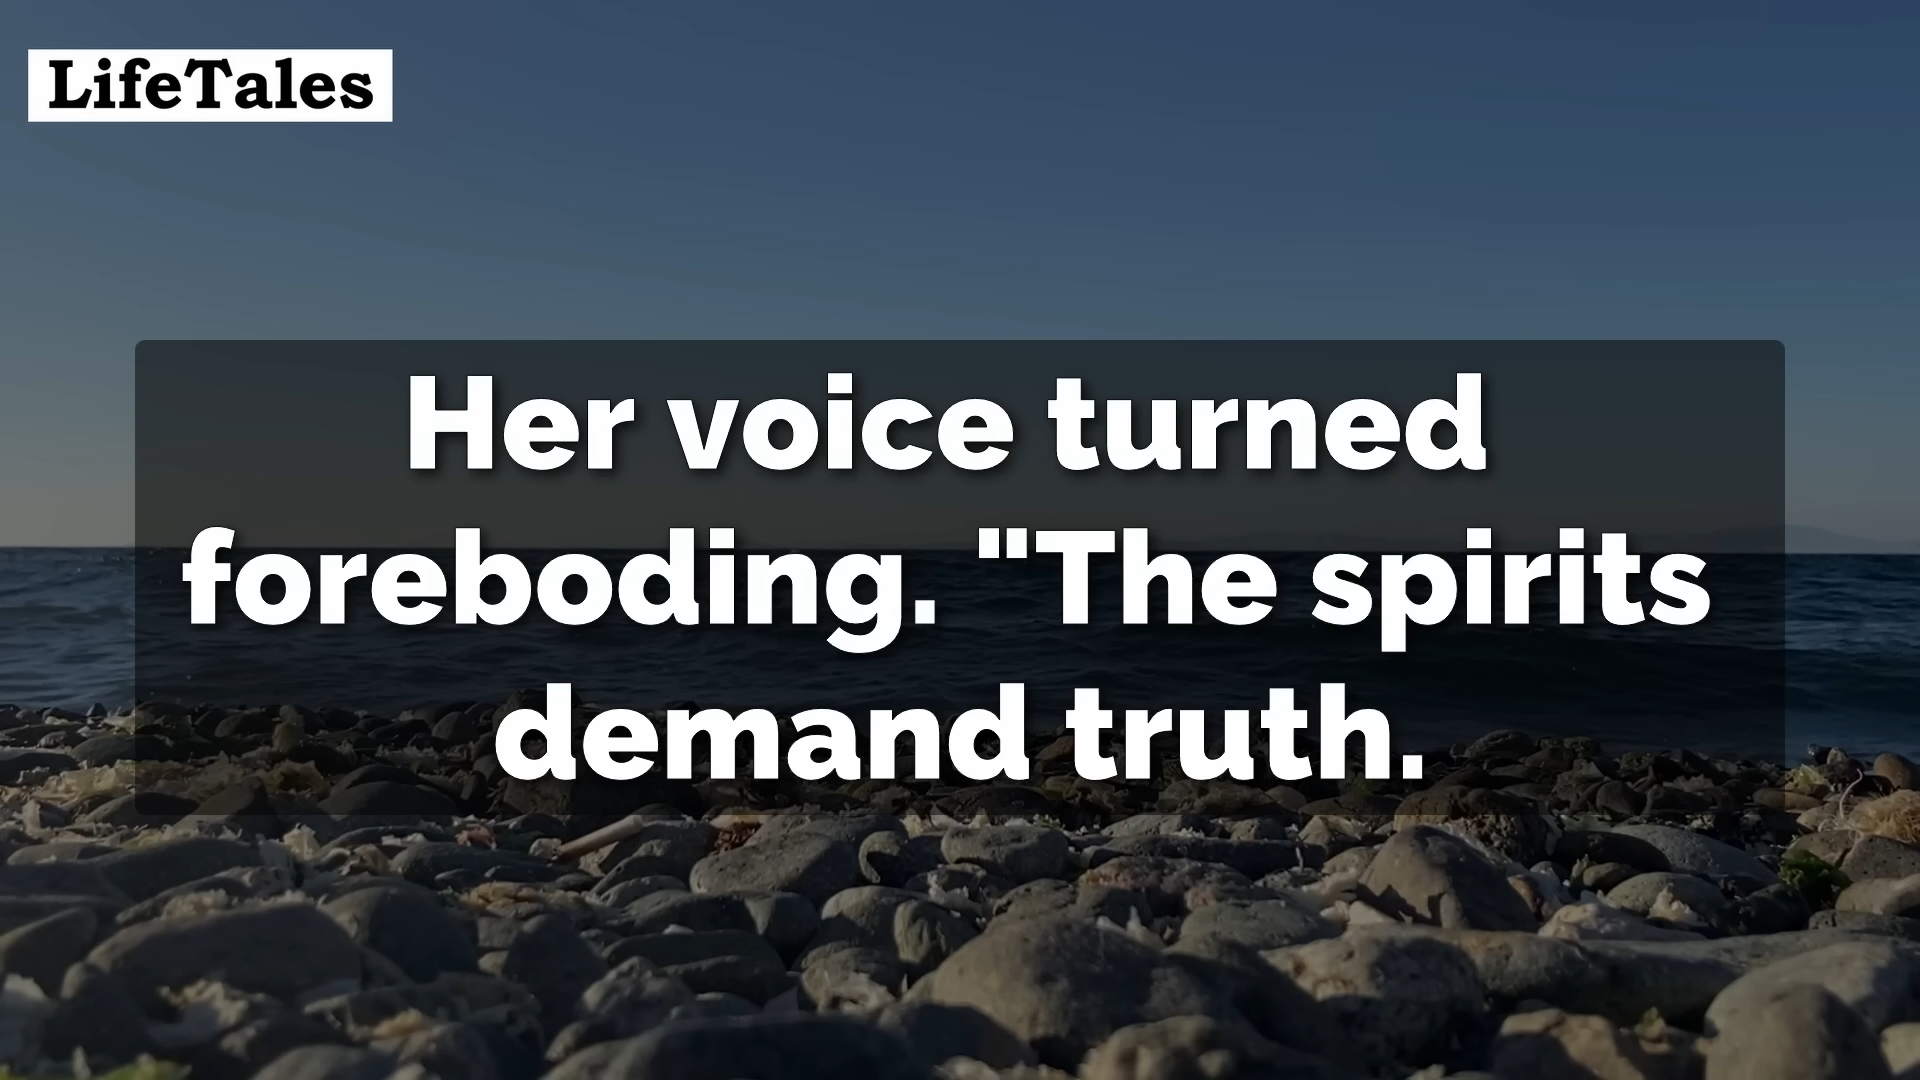 LifeTales
Her voice turned
foreboding. "The spirits
demand truth.